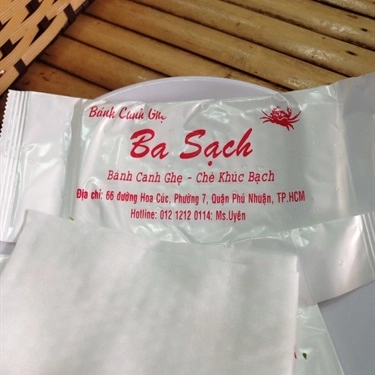 Bánh Canh Ghẹ
Ba Sạch
Bánh Canh Ghẹ - Chè Khúc Bạch
Địa chỉ: 66 đường Hoa Cúc, Phường 7, Quận Phú Nhuận, TP.HCM
Hotline: 012 1212 0114: Ms.Uyên